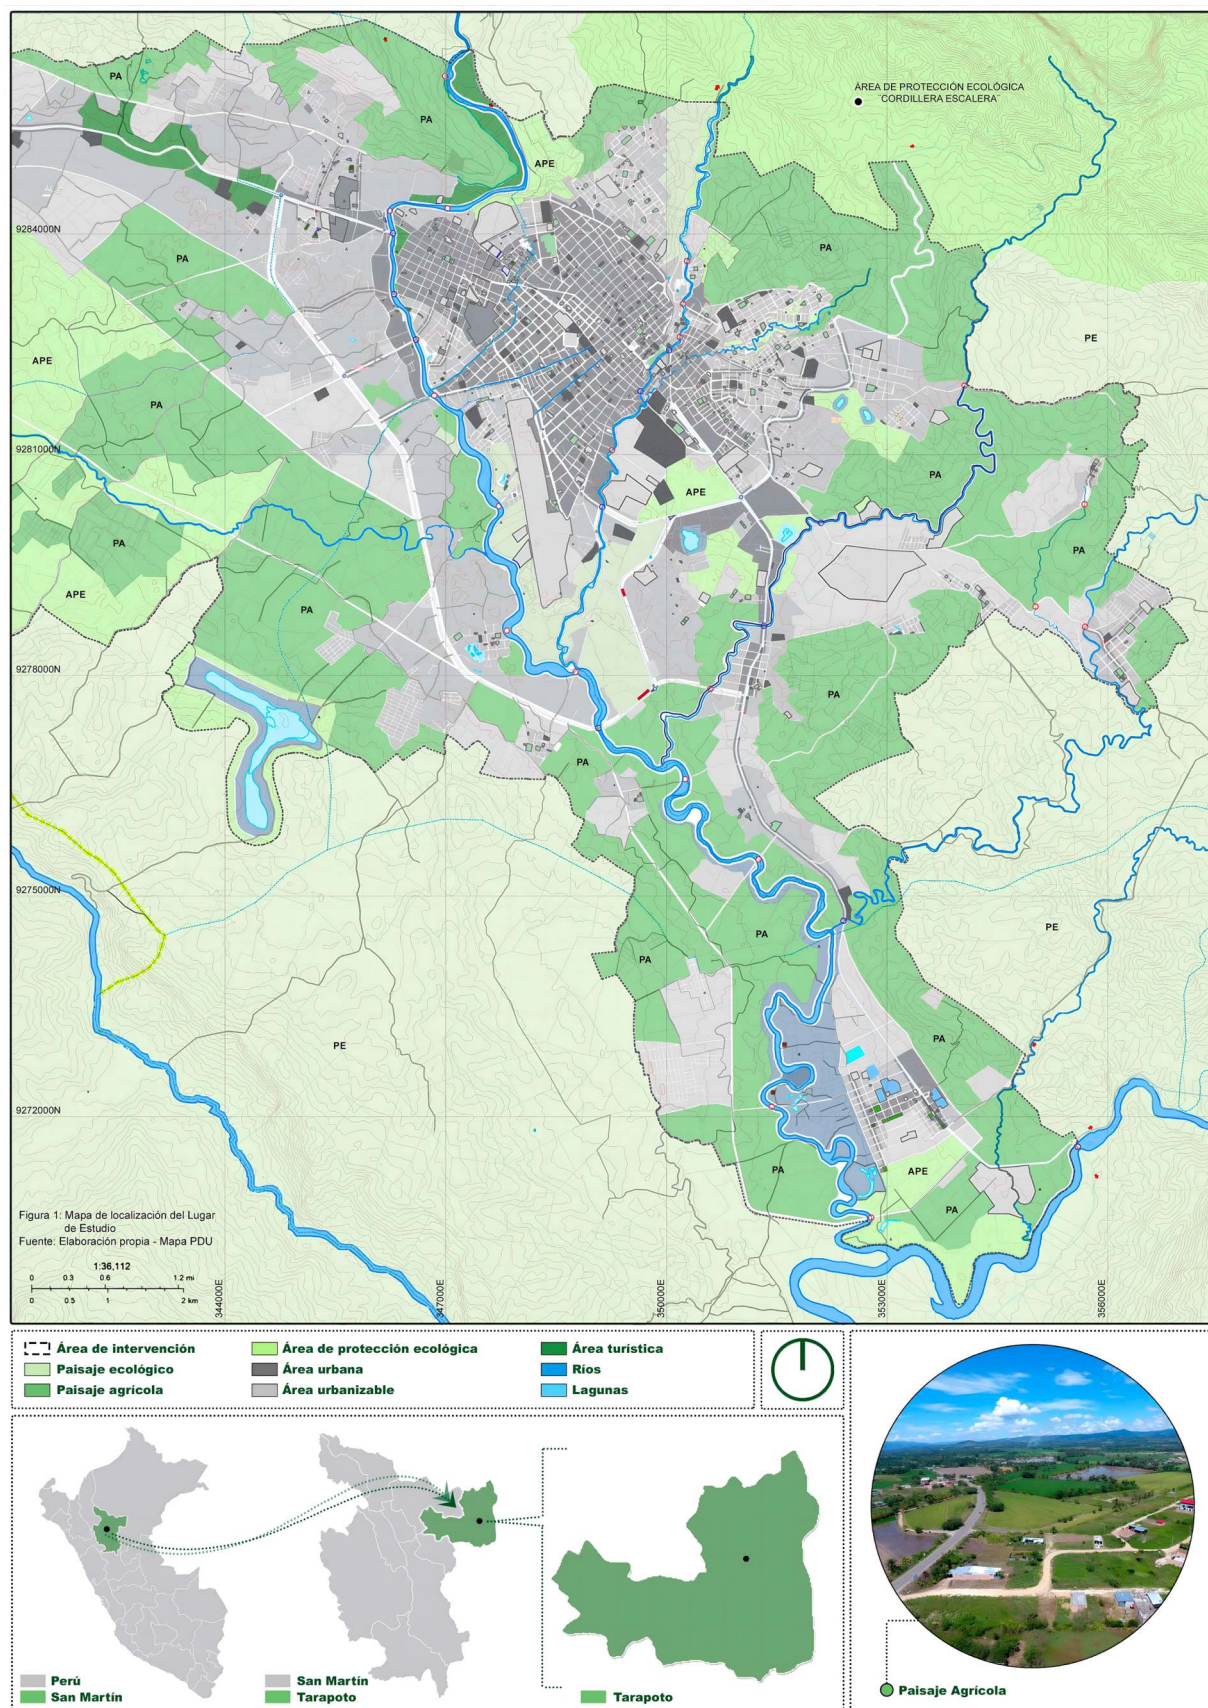 ÁREA DE PROTECCIÓN ECOLÓGICA
CORDILLERA ESCALERA
PA
PA
APE
9284000N
PA
PA
PE
APE
PA
9281000N
PA
APE
PA
PA
APE
PA
9278000N
PA
PA
9275000N
PA
PE
PA
PE
PA
9272000N
PA
APE
PA
Figura 1: Mapa de localización del Lugar
de Estudio
Fuente: Elaboración propia - Mapa PDU
1:36,112
0 0.3 0.6 1.2 mi
0 0.5 1 2 km
344000E
347000E
350000E
353000E
356000E
Área de intervención
Paisaje ecológico
Paisaje agrícola
Área de protección ecológica
Área urbana
Área urbanizable
Área turística
Ríos
Lagunas
Perú
San Martín
San Martín
Tarapoto
Tarapoto
Paisaje Agrícola